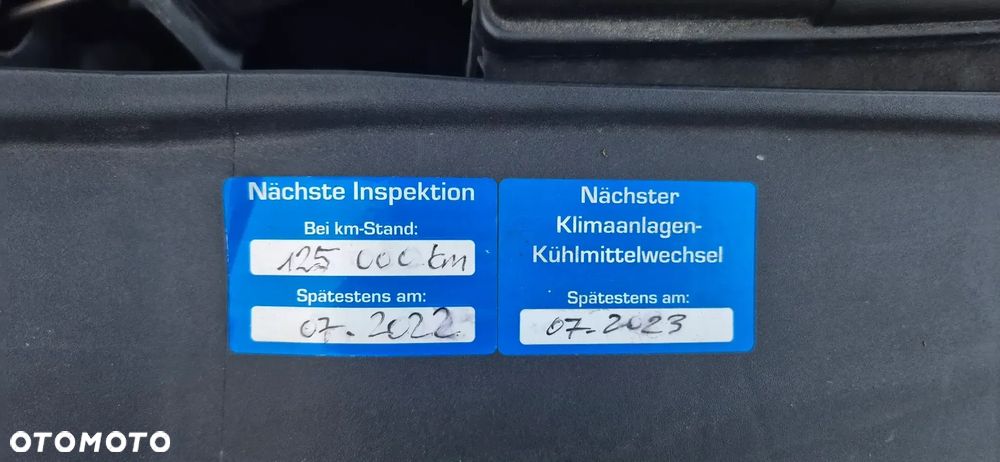 Nächste Inspektion
Bei km-Stand:
125 000 km
Spätestens am:
07.2022
Nächster
Klimaanlagen-
Kühlmittelwechsel
Spätestens am:
07.2023
OTOMOTO